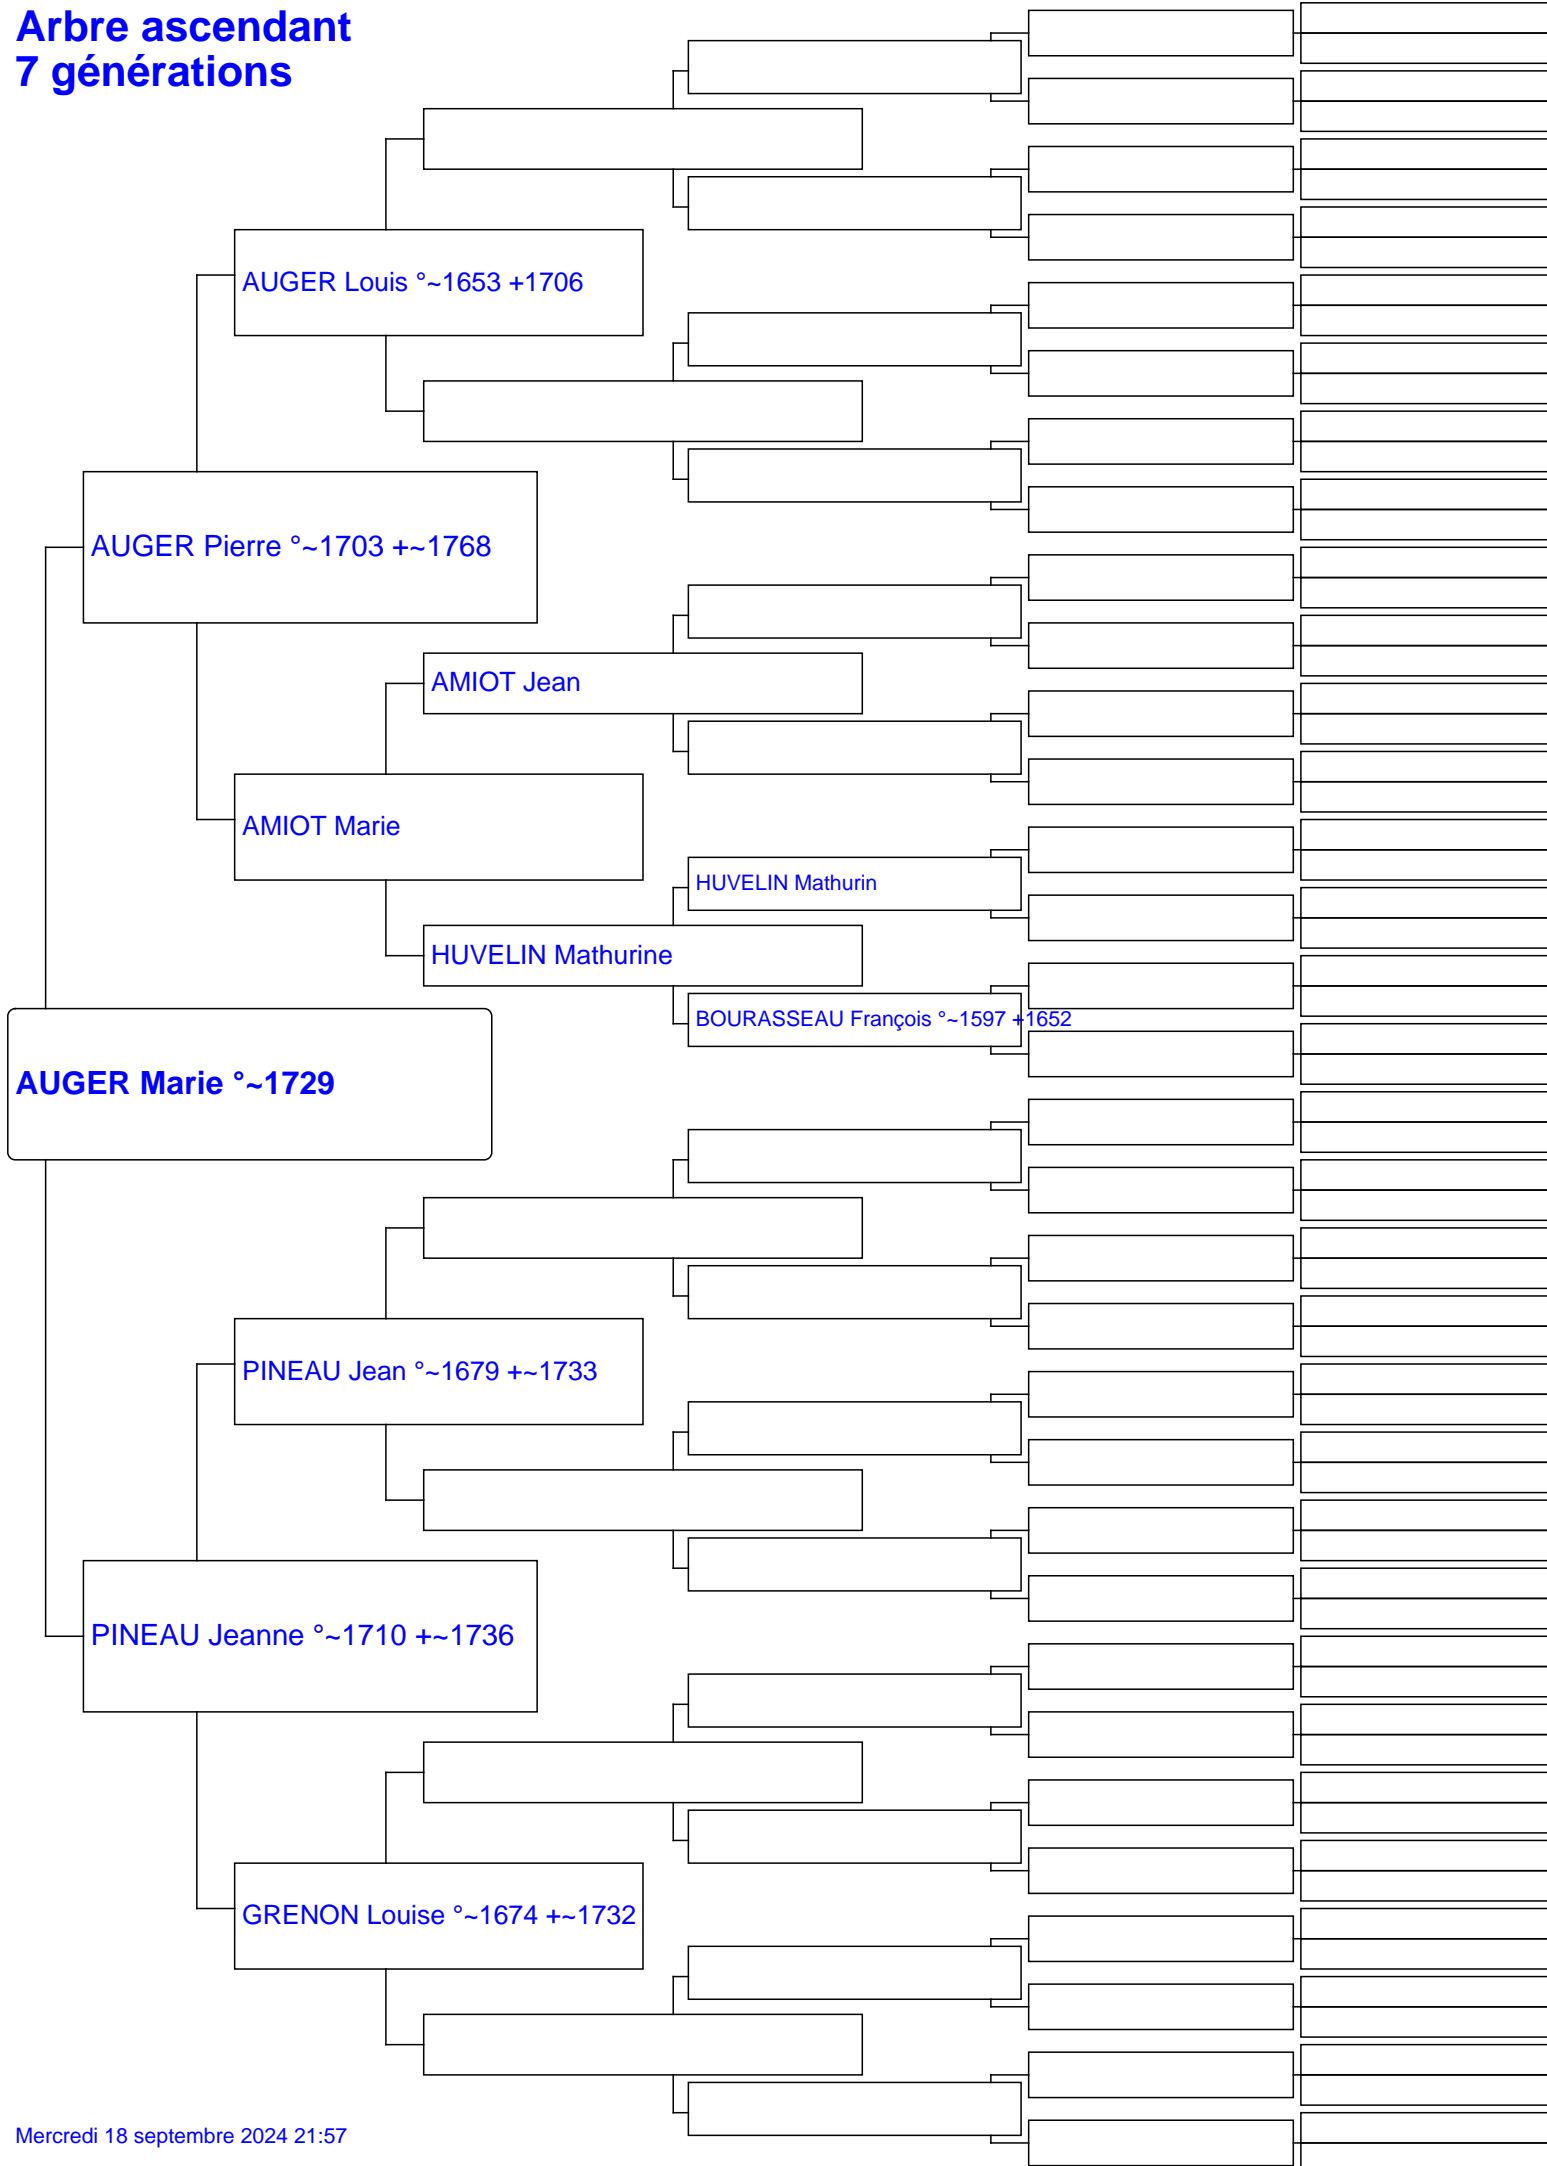 Arbre ascendant
7 générations
AUGER Louis °~1653 +1706
AUGER Pierre °~1703 +~1768
AMIOT Jean
AMIOT Marie
HUVELIN Mathurin
HUVELIN Mathurine
BOURASSEAU François °~1597 +1652
AUGER Marie °~1729
PINEAU Jean °~1679 +~1733
PINEAU Jeanne °~1710 +~1736
GRENON Louise °~1674 +~1732
Mercredi 18 septembre 2024 21:57